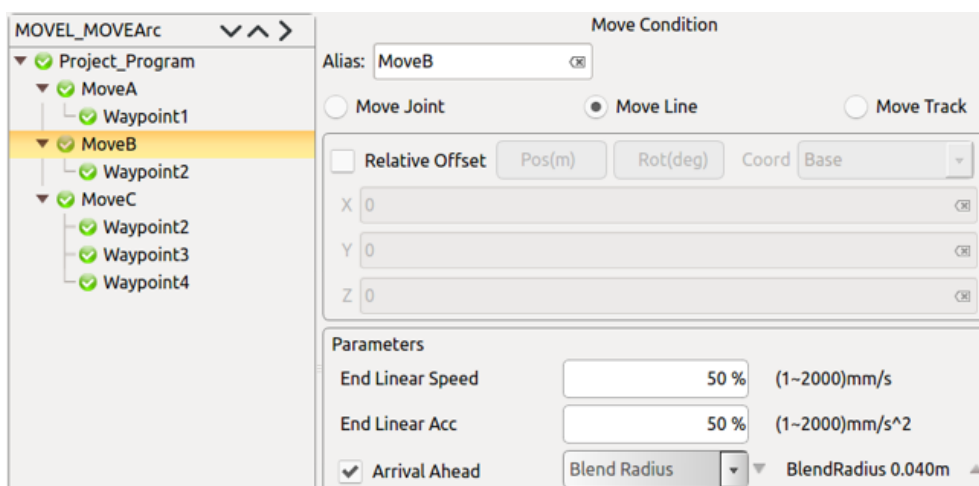 MOVEL_MOVEArc
Project_Program
MoveA
Waypoint1
MoveB
Waypoint2
MoveC
Waypoint2
Waypoint3
Waypoint4
Move Condition
Alias: MoveB
Move Joint Move Line Move Track
Relative Offset Pos(m) Rot(deg) Coord Base
X 0
Y 0
Z 0
Parameters
End Linear Speed 50 % (1~2000)mm/s
End Linear Acc 50 % (1~2000)mm/s^2
Arrival Ahead Blend Radius BlendRadius 0.040m